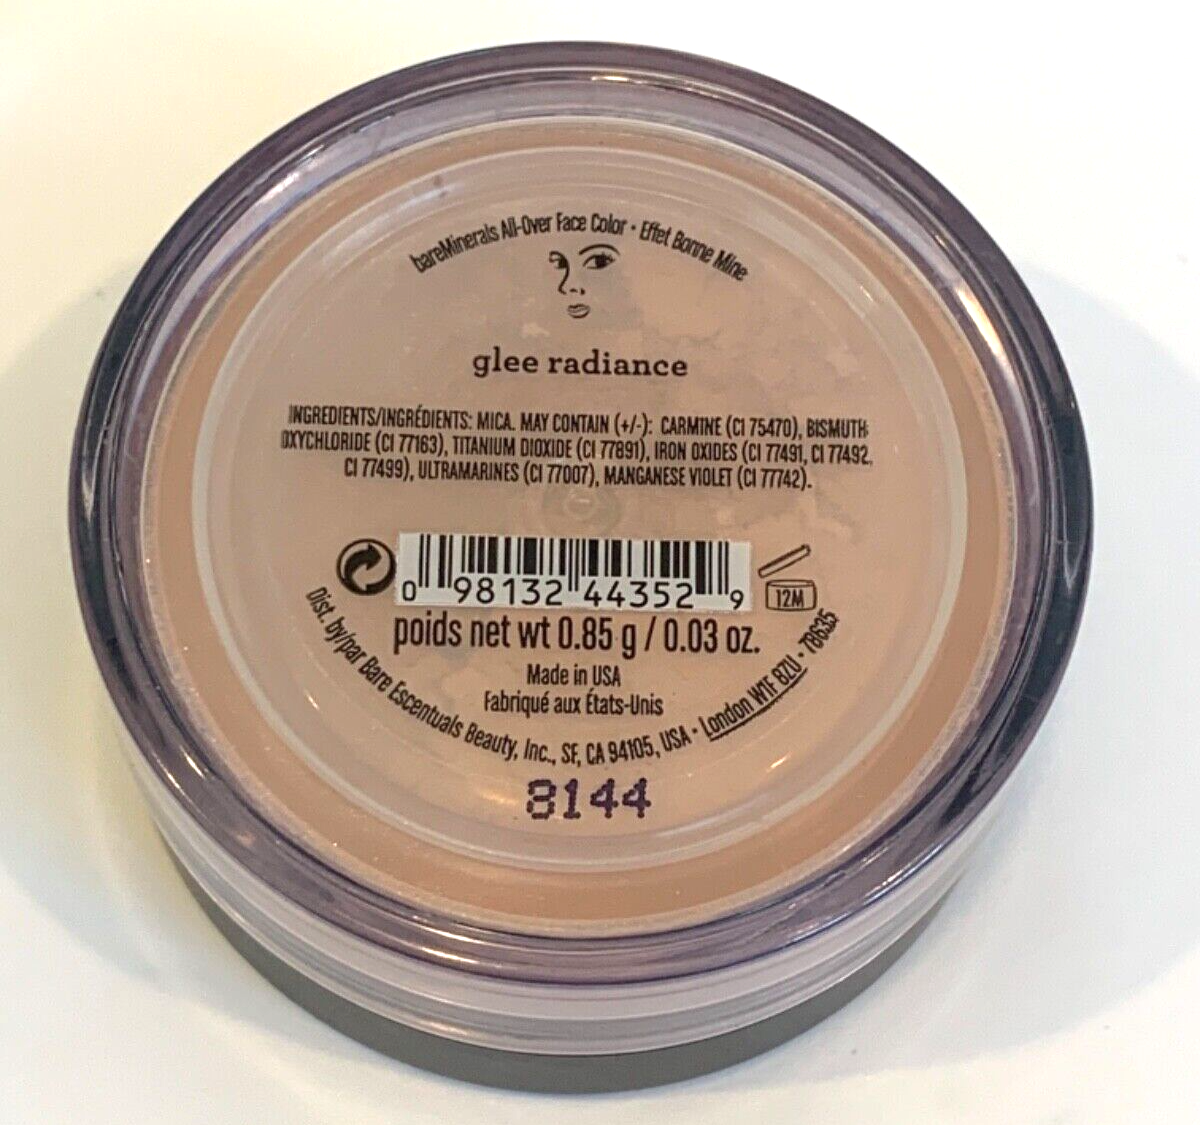 bareMinerals All-Over Face Color • Effet Bonne Mine
glee radiance
INGREDIENTS/INGRÉDIENTS: MICA. MAY CONTAIN (+/-): CARMINE (CI 75470), BISMUTH
OXYCHLORIDE (CI 77163), TITANIUM DIOXIDE (CI 77891), IRON OXIDES (CI 77491, CI 77492,
CI 77499), ULTRAMARINES (CI 77007), MANGANESE VIOLET (CI 77742).
0 98132 44352 9
12M
poids net wt 0.85 g / 0.03 oz.
Made in USA
Fabriqué aux États-Unis
Dist. by/par Bare Escentuals Beauty, Inc., SF, CA 94105, USA • London W1F 8ZU • 78635
8144